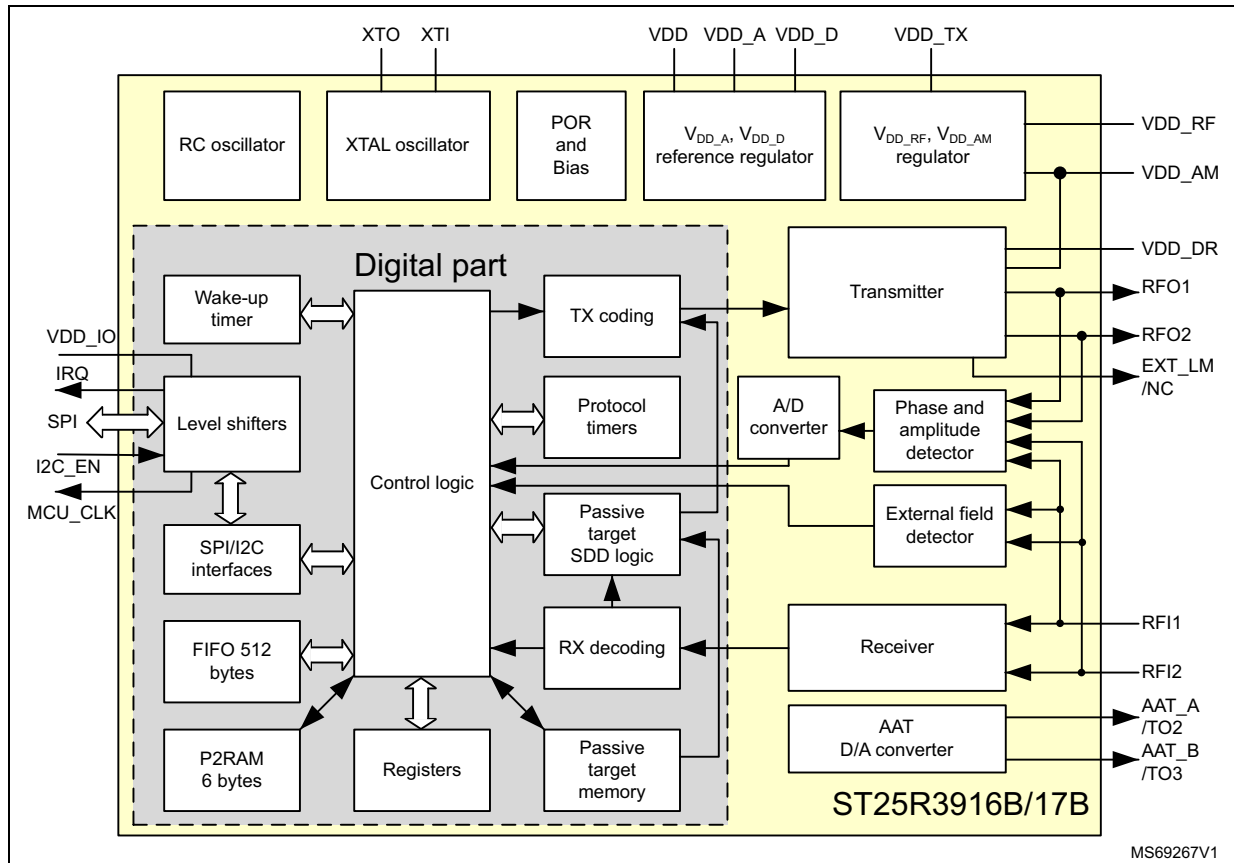 XTO
XTI
VDD
VDD_A
VDD_D
VDD_TX
RC oscillator
XTAL oscillator
POR
and
Bias
VDD_A, VDD_D
reference regulator
VDD_RF, VDD_AM
regulator
VDD_RF
VDD_AM
VDD_DR
RFO1
RFO2
EXT_LM
/NC
Digital part
Wake-up
timer
TX coding
Transmitter
VDD_IO
IRQ
SPI
I2C_EN
MCU_CLK
Level shifters
Control logic
Protocol
timers
A/D
converter
Phase and
amplitude
detector
SPI/I2C
interfaces
Passive
target
SDD logic
External field
detector
FIFO 512
bytes
RX decoding
Receiver
RFI1
RFI2
P2RAM
6 bytes
Registers
Passive
target
memory
AAT
D/A converter
AAT_A
/TO2
AAT_B
/TO3
ST25R3916B/17B
MS69267V1